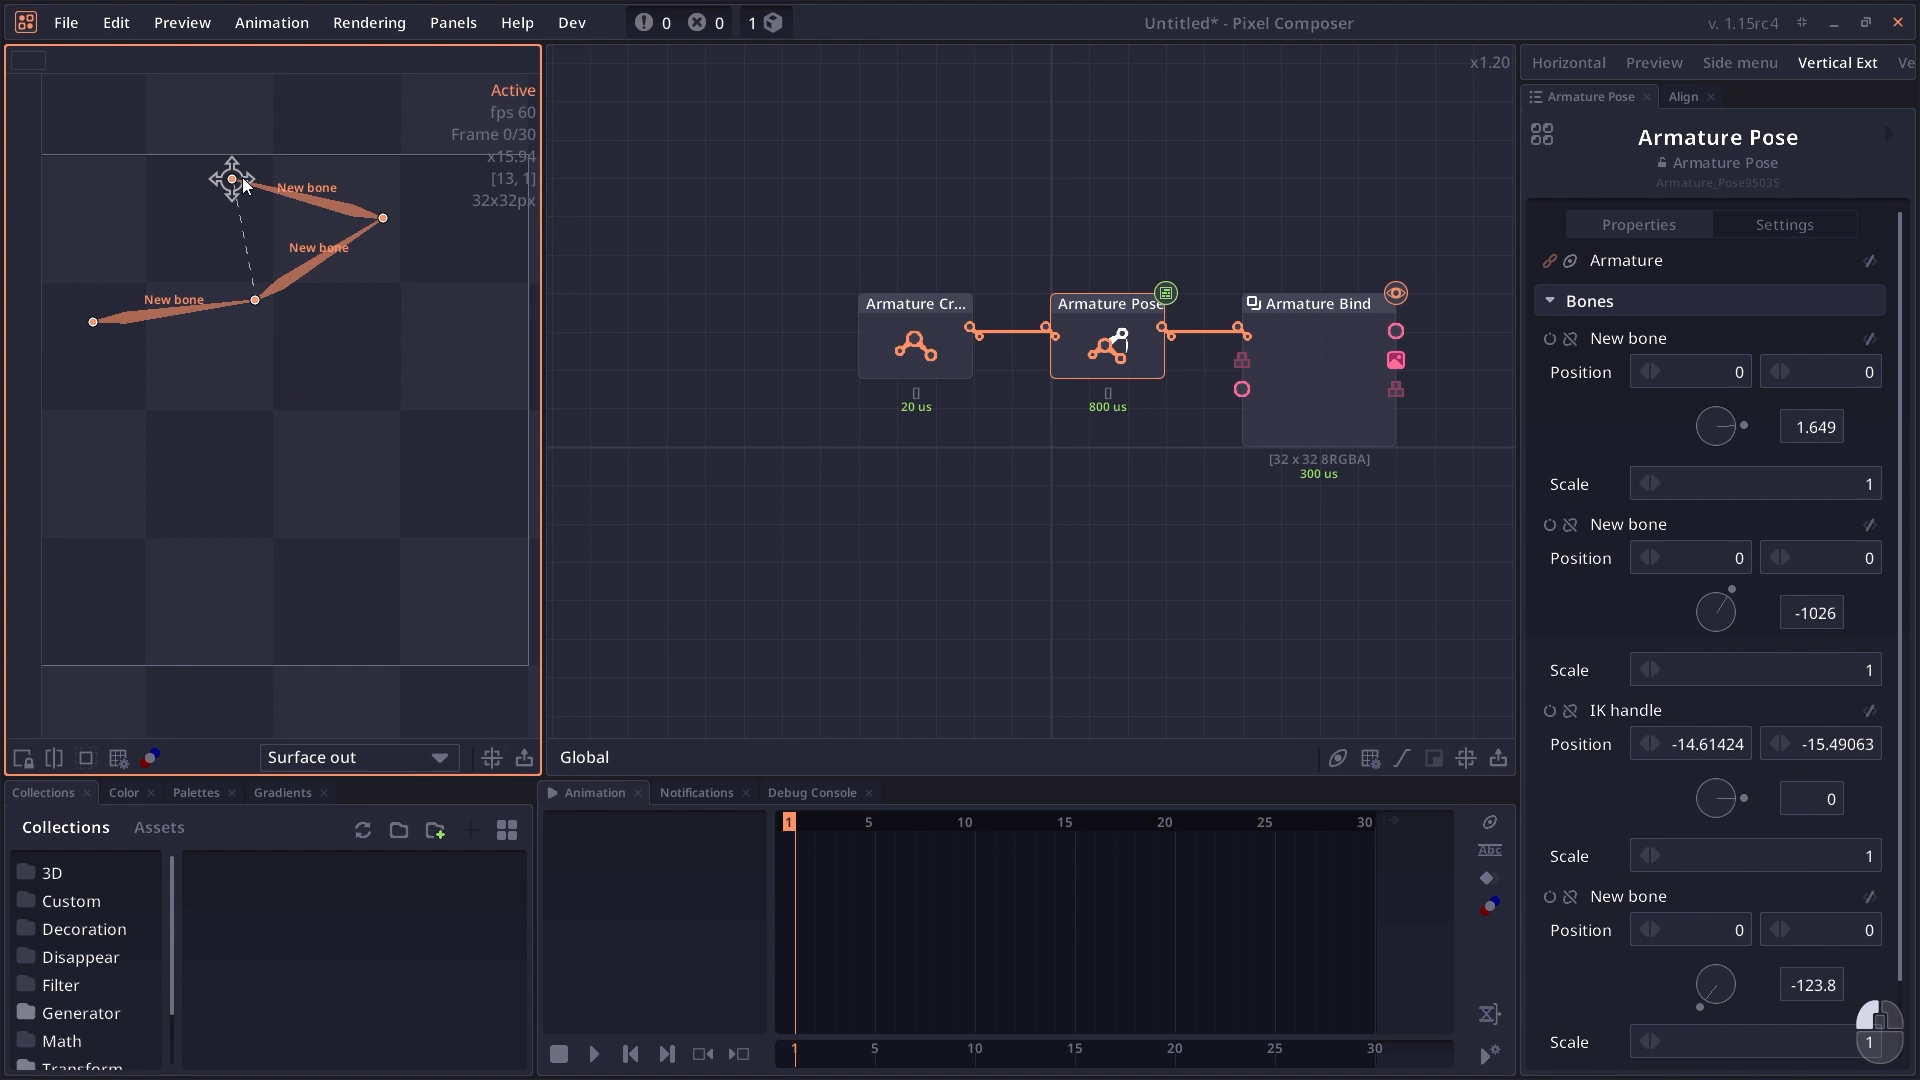 File Edit Preview Animation Rendering Panels Help Dev 0 0 1 Untitled* - Pixel Composer v. 1.15rc4
Active
fps 60
Frame 0/30
x15.94
[13, 1]
32x32px
New bone
New bone
New bone
Surface out
x1.20
Armature Cr...
[]
20 us
Armature Pose
[]
800 us
Armature Bind
[32 x 32 8RGBA]
300 us
Global
Horizontal Preview Side menu Vertical Ext Ve
Armature Pose Align
Armature Pose
Armature Pose
Armature_Pose95035
Properties Settings
Armature
Bones
New bone
Position 0 0
1.649
Scale 1
New bone
Position 0 0
-1026
Scale 1
IK handle
Position -14.61424 -15.49063
0
Scale 1
New bone
Position 0 0
-123.8
Scale 1
Collections Color Palettes Gradients
Collections Assets
3D
Custom
Decoration
Disappear
Filter
Generator
Math
Transform
Animation Notifications Debug Console
1 5 10 15 20 25 30
Abc
1 5 10 15 20 25 30